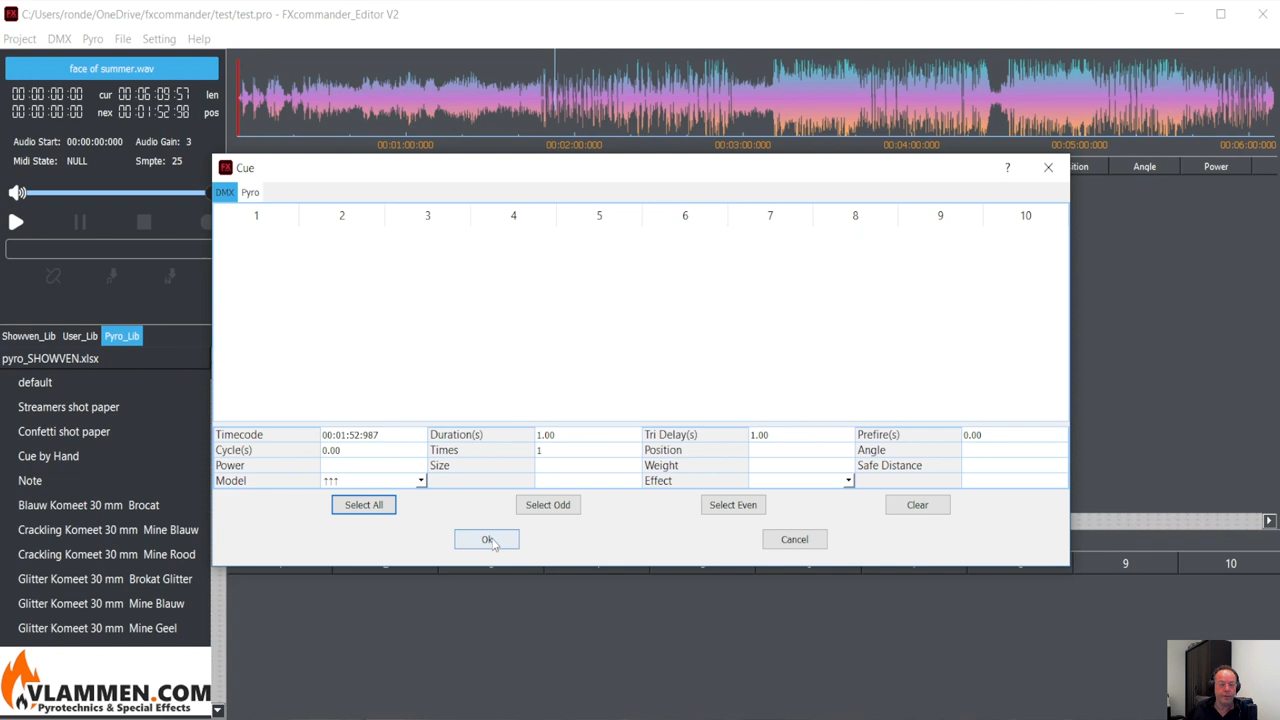 C:/Users/ronde/OneDrive/fxcommander/test/test.pro - FXcommander_Editor V2
Project DMX Pyro File Setting Help
face of summer.wav
00:00:00:00 cur 00:06:09:57 len
00:00:00:00 nex 00:01:52:98 pos
Audio Start: 00:00:00:000 Audio Gain: 3
Midi State: NULL Smpte: 25
00:01:00:000 00:02:00:000 00:03:00:000 00:04:00:000 00:05:00:000 00:06:00:000
Cue ?
sition Angle Power
DMX Pyro
1 2 3 4 5 6 7 8 9 10
Showven_Lib User_Lib Pyro_Lib
pyro_SHOWVEN.xlsx
default
Streamers shot paper
Confetti shot paper
Cue by Hand
Note
Blauw Komeet 30 mm Brocat
Crackling Komeet 30 mm Mine Blauw
Crackling Komeet 30 mm Mine Rood
Glitter Komeet 30 mm Brokat Glitter
Glitter Komeet 30 mm Mine Blauw
Glitter Komeet 30 mm Mine Geel
Timecode 00:01:52:987 Duration(s) 1.00 Tri Delay(s) 1.00 Prefire(s) 0.00
Cycle(s) 0.00 Times 1 Position Angle
Power Size Weight Safe Distance
Model ↑↑↑ Effect
Select All Select Odd Select Even Clear
Ok Cancel
9 10
VLAMMEN.COM
Pyrotechnics & Special Effects